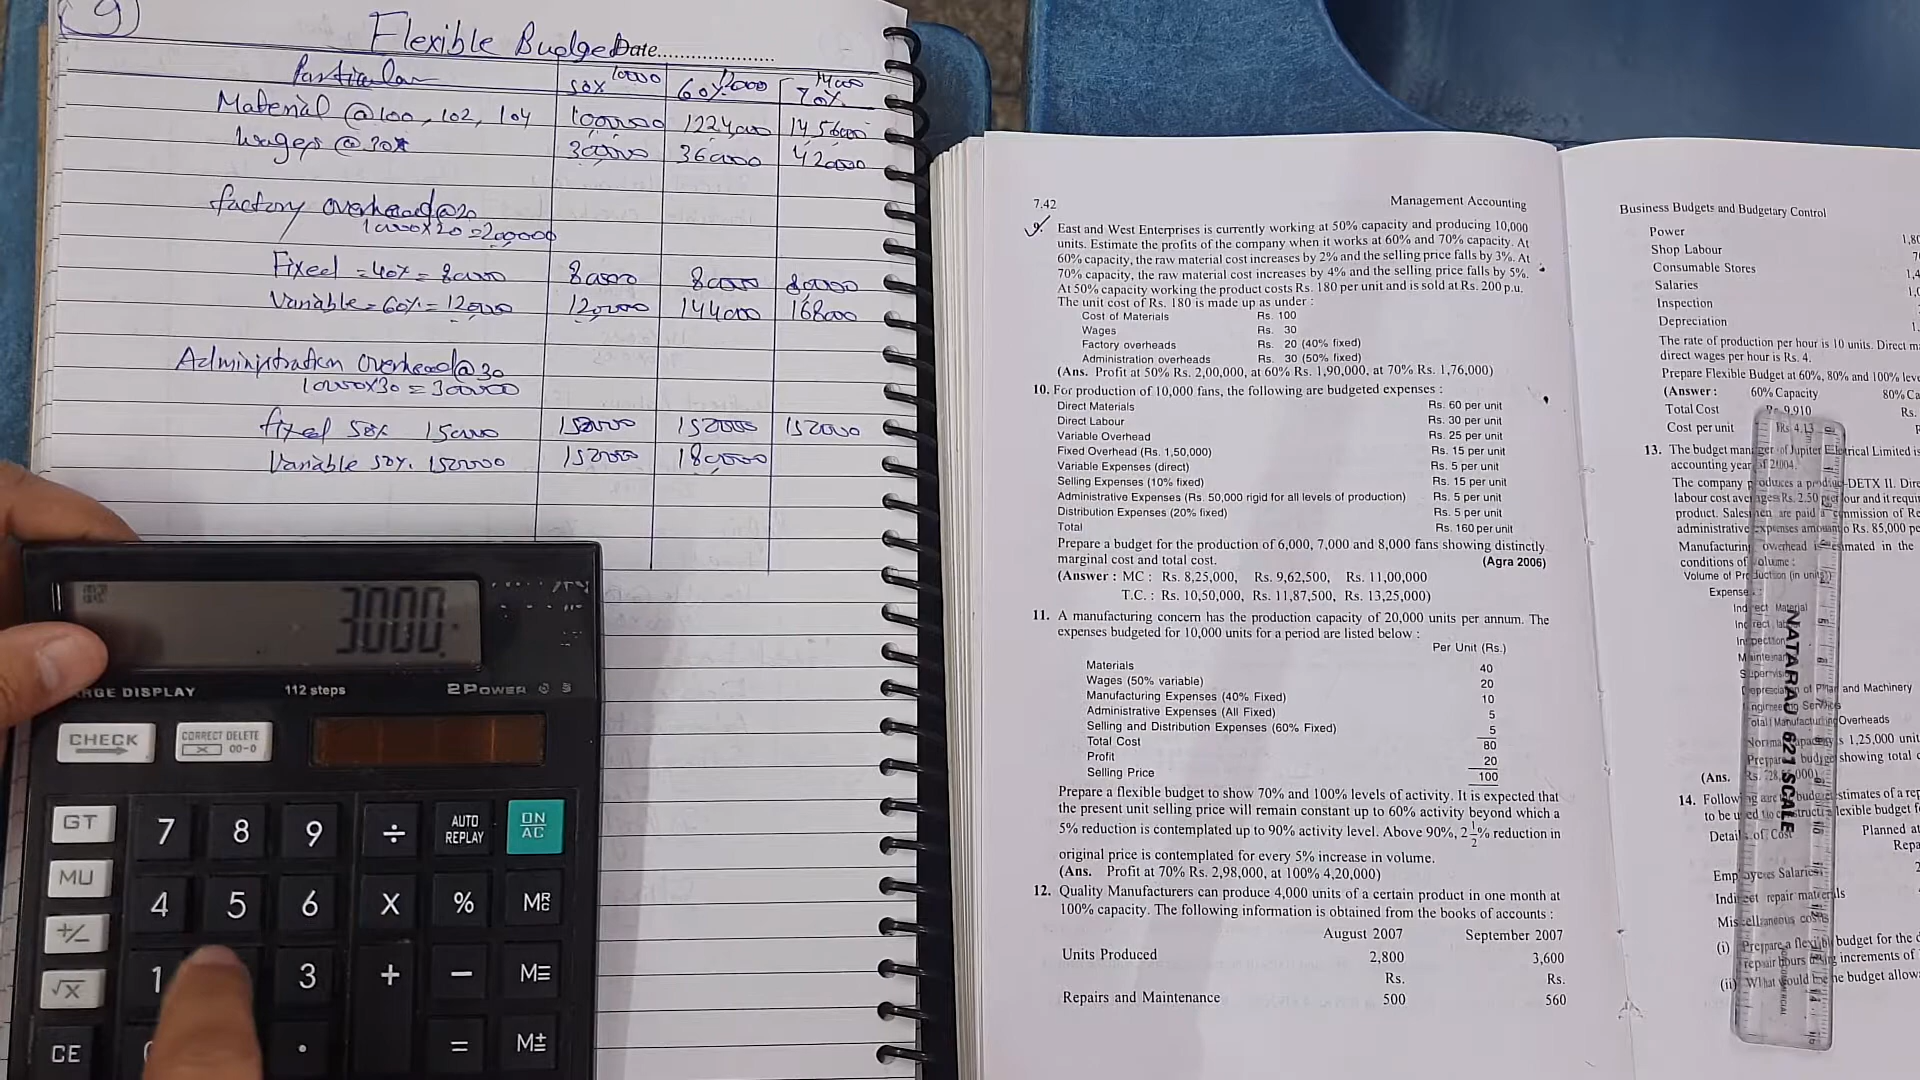 (9)
Flexible Budget Date....................
Particular 50% 10000 60% 12000 70% 14000
Material @100, 102, 104 1000000 1224000 1456000
Wages @30% 300000 360000 420000
factory overhead@20
10000×20=200000
Fixed =40%=80000 80000 80000 80000
Variable=60%=120000 120000 144000 168000
Administration overhead@30
10000×30=300000
fixed 50% 150000 150000 150000 150000
Variable 50%. 150000 150000 180000
3000.
LARGE DISPLAY 112 steps 2POWER
CHECK CORRECT DELETE 00-0
GT 7 8 9 ÷ AUTO REPLAY ON AC
MU 4 5 6 X % MRC
+/- 1 3 + − M=
√x
CE . = M±
7.42 Management Accounting
9. East and West Enterprises is currently working at 50% capacity and producing 10,000
units. Estimate the profits of the company when it works at 60% and 70% capacity. At
60% capacity, the raw material cost increases by 2% and the selling price falls by 3%. At
70% capacity, the raw material cost increases by 4% and the selling price falls by 5%.
At 50% capacity working the product costs Rs. 180 per unit and is sold at Rs. 200 p.u.
The unit cost of Rs. 180 is made up as under :
Cost of Materials Rs. 100
Wages Rs. 30
Factory overheads Rs. 20 (40% fixed)
Administration overheads Rs. 30 (50% fixed)
(Ans. Profit at 50% Rs. 2,00,000, at 60% Rs. 1,90,000, at 70% Rs. 1,76,000)
10. For production of 10,000 fans, the following are budgeted expenses :
Direct Materials Rs. 60 per unit
Direct Labour Rs. 30 per unit
Variable Overhead Rs. 25 per unit
Fixed Overhead (Rs. 1,50,000) Rs. 15 per unit
Variable Expenses (direct) Rs. 5 per unit
Selling Expenses (10% fixed) Rs. 15 per unit
Administrative Expenses (Rs. 50,000 rigid for all levels of production) Rs. 5 per unit
Distribution Expenses (20% fixed) Rs. 5 per unit
Total Rs. 160 per unit
Prepare a budget for the production of 6,000, 7,000 and 8,000 fans showing distinctly
marginal cost and total cost. (Agra 2006)
(Answer : MC : Rs. 8,25,000, Rs. 9,62,500, Rs. 11,00,000
T.C. : Rs. 10,50,000, Rs. 11,87,500, Rs. 13,25,000)
11. A manufacturing concern has the production capacity of 20,000 units per annum. The
expenses budgeted for 10,000 units for a period are listed below :
Per Unit (Rs.)
Materials 40
Wages (50% variable) 20
Manufacturing Expenses (40% Fixed) 10
Administrative Expenses (All Fixed) 5
Selling and Distribution Expenses (60% Fixed) 5
Total Cost 80
Profit 20
Selling Price 100
Prepare a flexible budget to show 70% and 100% levels of activity. It is expected that
the present unit selling price will remain constant up to 60% activity beyond which a
5% reduction is contemplated up to 90% activity level. Above 90%, 2 1/2 % reduction in
original price is contemplated for every 5% increase in volume.
(Ans. Profit at 70% Rs. 2,98,000, at 100% 4,20,000)
12. Quality Manufacturers can produce 4,000 units of a certain product in one month at
100% capacity. The following information is obtained from the books of accounts :
August 2007 September 2007
Units Produced 2,800 3,600
Rs. Rs.
Repairs and Maintenance 500 560
Business Budgets and Budgetary Control
Power 1,80
Shop Labour
Consumable Stores 1,4
Salaries
Inspection
Depreciation
The rate of production per hour is 10 units. Direct
direct wages per hour is Rs. 4.
Prepare Flexible Budget at 60%, 80% and 100%
(Answer : 60% Capacity 80%
Total Cost Rs. 9,910 Rs.
Cost per unit Rs. 4.13
13. The budget manager of Jupiter Electrical Limited is
accounting year of 2004.
The company produces a product-DETX II.
labour cost averages Rs. 2.50 per hour and it
product. Salesmen are paid a commission of
administrative expenses amount to Rs. 85,000
Manufacturing overhead is estimated in the
conditions of volume :
Volume of Production (in units)
Expense :
Indirect Material
Indirect
Inspection
Supervision
Depreciation of Plant and Machinery
Engineering Services
Total Manufacturing Overheads
Normal capacity is 1,25,000
Prepare budget showing total
(Ans. Rs.
14. Following are the budget estimates of a
to be used to construct a flexible budget
Details of Cost Planned at
Employees Salaries
Indirect repair materials
Miscellaneous costs
(i) Prepare a flexible budget for the
repair hours using increments of
(ii) What would be the budget
NATARAJ 621 SCALE